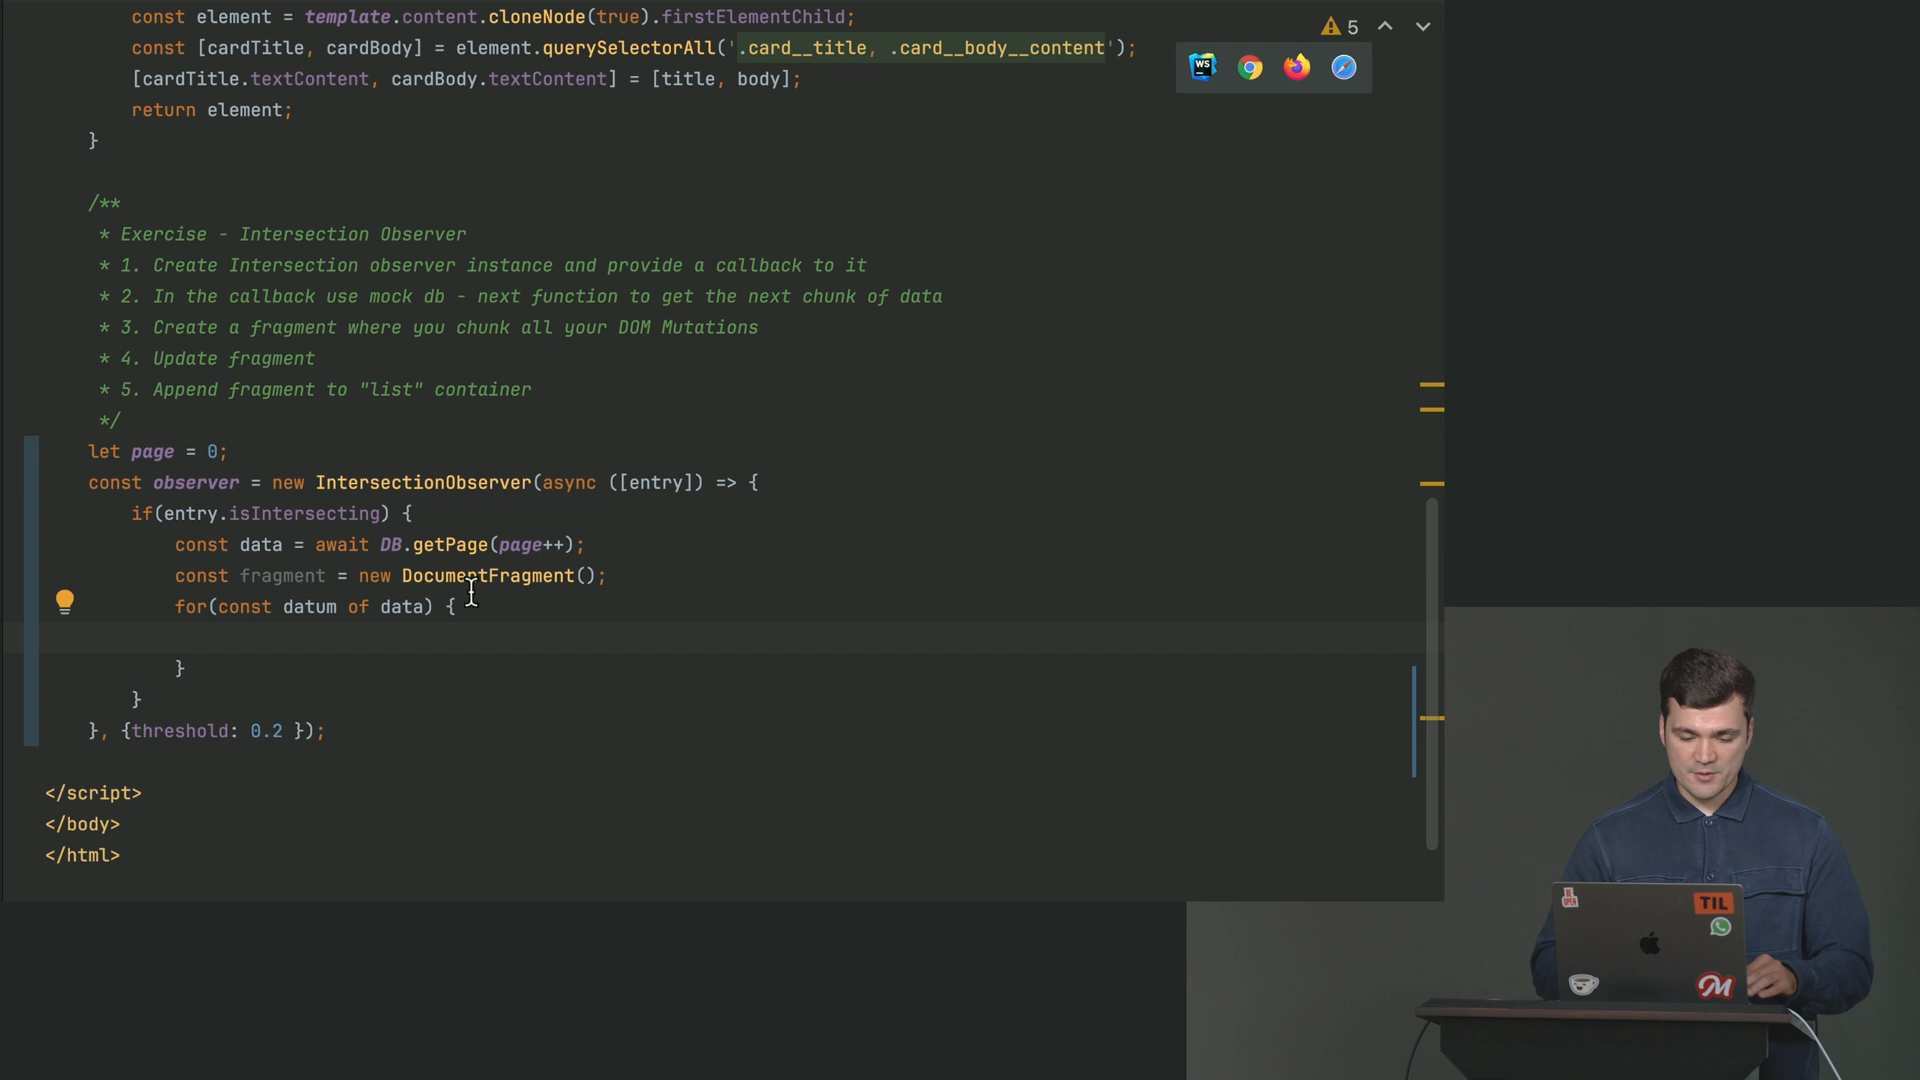 const element = template.content.cloneNode(true).firstElementChild;
const [cardTitle, cardBody] = element.querySelectorAll('.card__title, .card__body__content');
[cardTitle.textContent, cardBody.textContent] = [title, body];
return element;
}
/**
* Exercise - Intersection Observer
* 1. Create Intersection observer instance and provide a callback to it
* 2. In the callback use mock db - next function to get the next chunk of data
* 3. Create a fragment where you chunk all your DOM Mutations
* 4. Update fragment
* 5. Append fragment to "list" container
*/
let page = 0;
const observer = new IntersectionObserver(async ([entry]) => {
if(entry.isIntersecting) {
const data = await DB.getPage(page++);
const fragment = new DocumentFragment();
for(const datum of data) {
}
}
}, {threshold: 0.2 });
</script>
</body>
</html>
5
WS
BE
OPEN
TIL
M